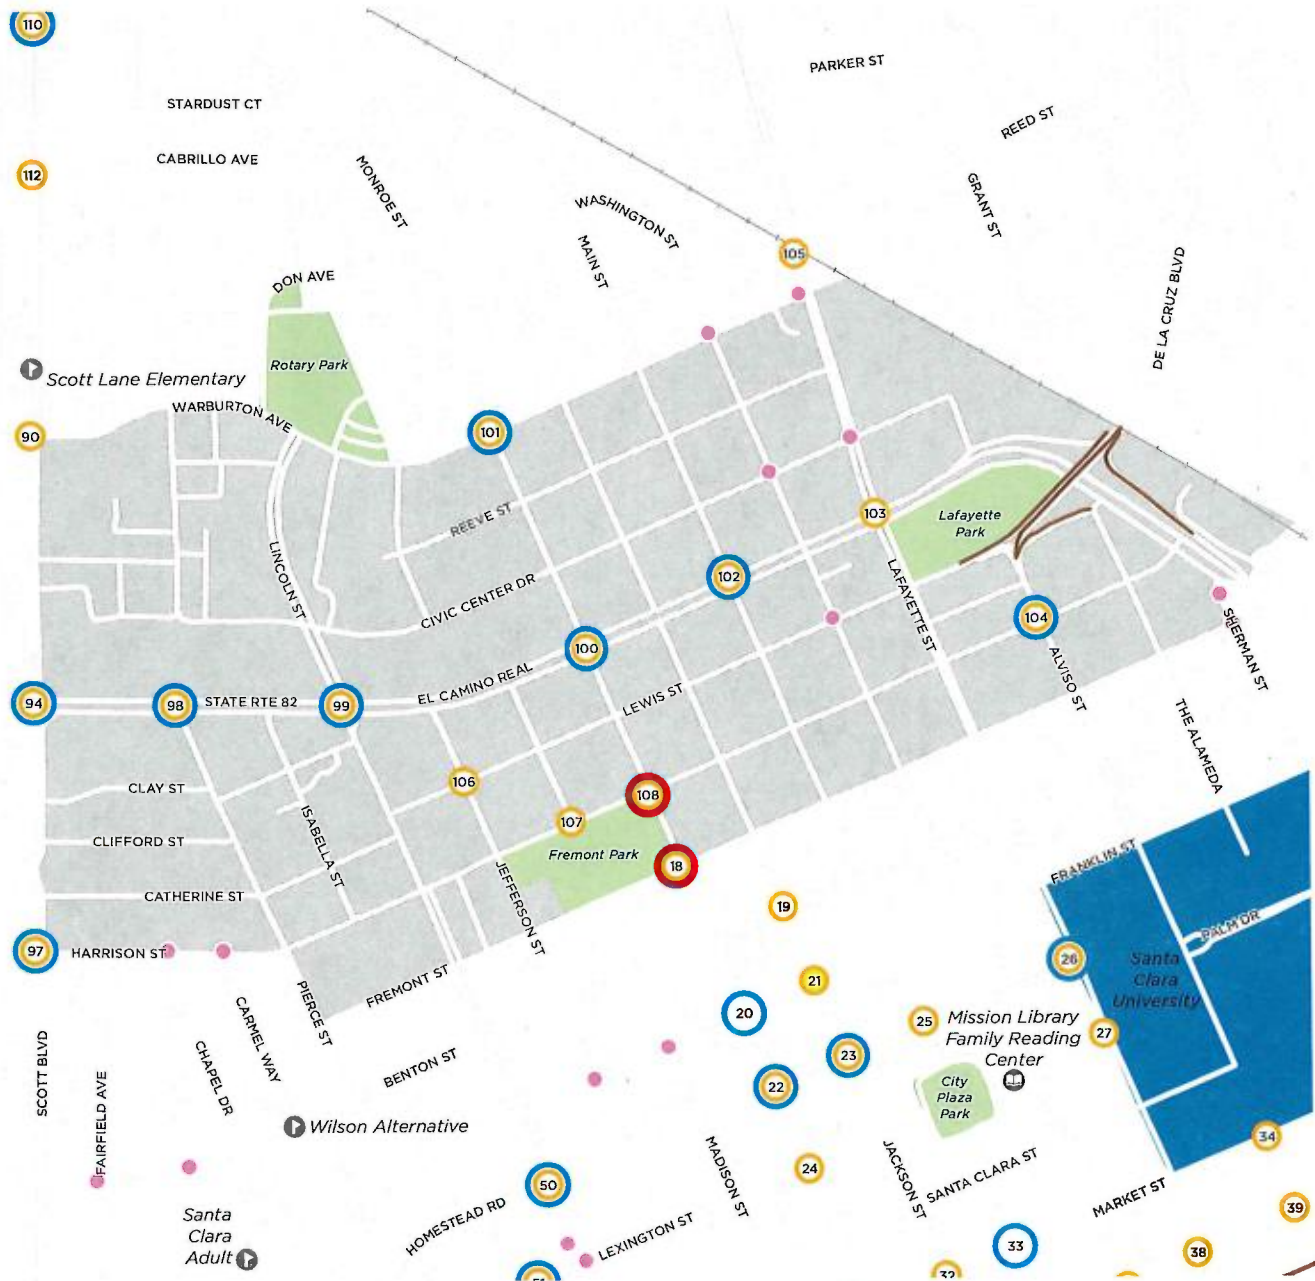 110
PARKER ST
STARDUST CT
REED ST
CABRILLO AVE
112
MONROE ST
GRANT ST
WASHINGTON ST
MAIN ST
105
DE LA CRUZ BLVD
DON AVE
Rotary Park
Scott Lane Elementary
WARBURTON AVE
90
101
REEVE ST
103
Lafayette
Park
LINCOLN ST
102
CIVIC CENTER DR
LAFAYETTE ST
104
SHERMAN ST
100
ALVISO ST
EL CAMINO REAL
LEWIS ST
94
98
STATE RTE 82
99
THE ALAMEDA
106
CLAY ST
108
107
ISABELLA ST
CLIFFORD ST
Fremont Park
18
FRANKLIN ST
JEFFERSON ST
CATHERINE ST
19
PALM DR
97
HARRISON ST
26
Santa
Clara
University
21
FREMONT ST
PIERCE ST
CARMEL WAY
20
25
Mission Library
Family Reading
Center
27
23
SCOTT BLVD
CHAPEL DR
BENTON ST
22
City
Plaza
Park
FAIRFIELD AVE
Wilson Alternative
34
MADISON ST
JACKSON ST
24
SANTA CLARA ST
50
MARKET ST
39
HOMESTEAD RD
Santa
Clara
Adult
LEXINGTON ST
33
38
32
51